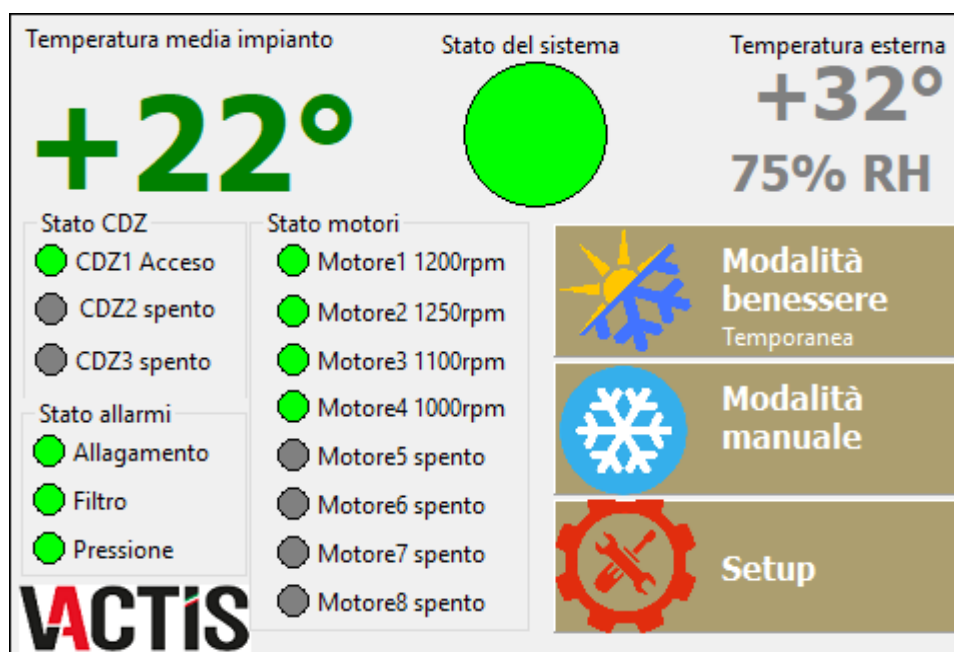 Temperatura media impianto
Stato del sistema
Temperatura esterna
+22°
+32°
75% RH
Stato CDZ
CDZ1 Acceso
CDZ2 spento
CDZ3 spento
Stato allarmi
Allagamento
Filtro
Pressione
VACTIS
Stato motori
Motore1 1200rpm
Motore2 1250rpm
Motore3 1100rpm
Motore4 1000rpm
Motore5 spento
Motore6 spento
Motore7 spento
Motore8 spento
Modalità
benessere
Temporanea
Modalità
manuale
Setup